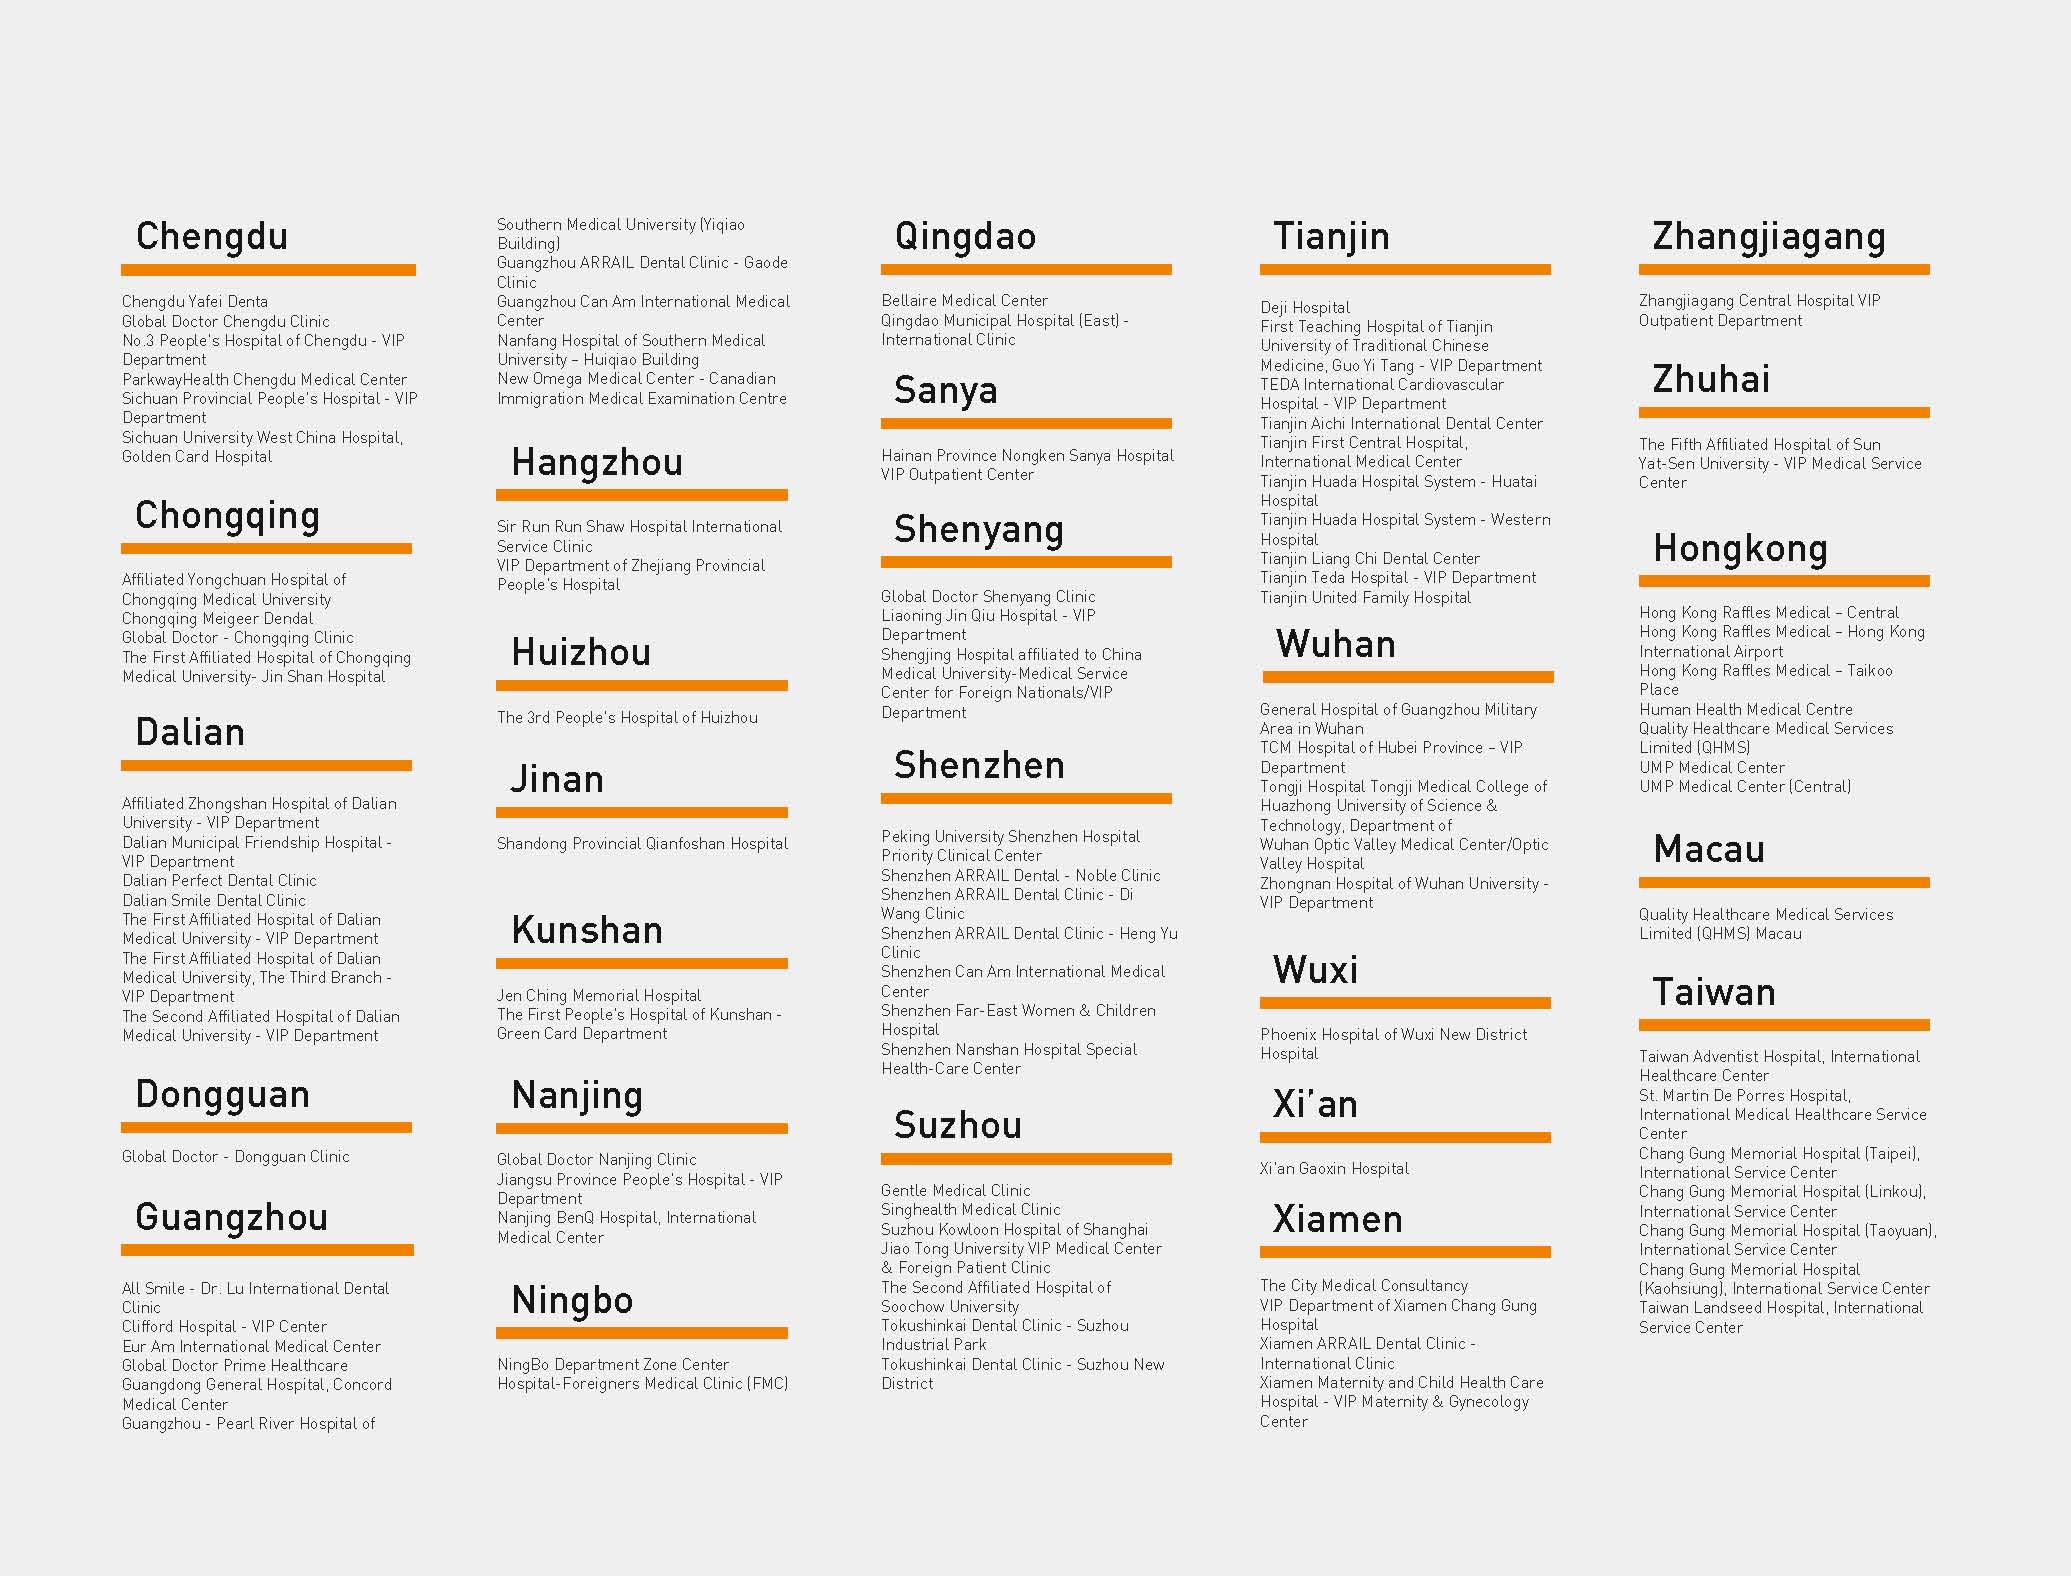 Chengdu
Chengdu Yafei Denta
Global Doctor Chengdu Clinic
No.3 People's Hospital of Chengdu - VIP
Department
ParkwayHealth Chengdu Medical Center
Sichuan Provincial People's Hospital - VIP
Department
Sichuan University West China Hospital,
Golden Card Hospital
Chongqing
Affiliated Yongchuan Hospital of
Chongqing Medical University
Chongqing Meigeer Dendal
Global Doctor - Chongqing Clinic
The First Affiliated Hospital of Chongqing
Medical University- Jin Shan Hospital
Dalian
Affiliated Zhongshan Hospital of Dalian
University - VIP Department
Dalian Municipal Friendship Hospital -
VIP Department
Dalian Perfect Dental Clinic
Dalian Smile Dental Clinic
The First Affiliated Hospital of Dalian
Medical University - VIP Department
The First Affiliated Hospital of Dalian
Medical University, The Third Branch -
VIP Department
The Second Affiliated Hospital of Dalian
Medical University - VIP Department
Dongguan
Global Doctor - Dongguan Clinic
Guangzhou
All Smile - Dr. Lu International Dental
Clinic
Clifford Hospital - VIP Center
Eur Am International Medical Center
Global Doctor Prime Healthcare
Guangdong General Hospital, Concord
Medical Center
Guangzhou - Pearl River Hospital of
Southern Medical University (Yiqiao
Building)
Guangzhou ARRAIL Dental Clinic - Gaode
Clinic
Guangzhou Can Am International Medical
Center
Nanfang Hospital of Southern Medical
University – Huiqiao Building
New Omega Medical Center - Canadian
Immigration Medical Examination Centre
Hangzhou
Sir Run Run Shaw Hospital International
Service Clinic
VIP Department of Zhejiang Provincial
People's Hospital
Huizhou
The 3rd People's Hospital of Huizhou
Jinan
Shandong Provincial Qianfoshan Hospital
Kunshan
Jen Ching Memorial Hospital
The First People's Hospital of Kunshan -
Green Card Department
Nanjing
Global Doctor Nanjing Clinic
Jiangsu Province People's Hospital - VIP
Department
Nanjing BenQ Hospital, International
Medical Center
Ningbo
NingBo Department Zone Center
Hospital-Foreigners Medical Clinic (FMC)
Qingdao
Bellaire Medical Center
Qingdao Municipal Hospital (East) -
International Clinic
Sanya
Hainan Province Nongken Sanya Hospital
VIP Outpatient Center
Shenyang
Global Doctor Shenyang Clinic
Liaoning Jin Qiu Hospital - VIP
Department
Shengjing Hospital affiliated to China
Medical University-Medical Service
Center for Foreign Nationals/VIP
Department
Shenzhen
Peking University Shenzhen Hospital
Priority Clinical Center
Shenzhen ARRAIL Dental - Noble Clinic
Shenzhen ARRAIL Dental Clinic - Di
Wang Clinic
Shenzhen ARRAIL Dental Clinic - Heng Yu
Clinic
Shenzhen Can Am International Medical
Center
Shenzhen Far-East Women & Children
Hospital
Shenzhen Nanshan Hospital Special
Health-Care Center
Suzhou
Gentle Medical Clinic
Singhealth Medical Clinic
Suzhou Kowloon Hospital of Shanghai
Jiao Tong University VIP Medical Center
& Foreign Patient Clinic
The Second Affiliated Hospital of
Soochow University
Tokushinkai Dental Clinic - Suzhou
Industrial Park
Tokushinkai Dental Clinic - Suzhou New
District
Tianjin
Deji Hospital
First Teaching Hospital of Tianjin
University of Traditional Chinese
Medicine, Guo Yi Tang - VIP Department
TEDA International Cardiovascular
Hospital - VIP Department
Tianjin Aichi International Dental Center
Tianjin First Central Hospital,
International Medical Center
Tianjin Huada Hospital System - Huatai
Hospital
Tianjin Huada Hospital System - Western
Hospital
Tianjin Liang Chi Dental Center
Tianjin Teda Hospital - VIP Department
Tianjin United Family Hospital
Wuhan
General Hospital of Guangzhou Military
Area in Wuhan
TCM Hospital of Hubei Province – VIP
Department
Tongji Hospital Tongji Medical College of
Huazhong University of Science &
Technology, Department of
Wuhan Optic Valley Medical Center/Optic
Valley Hospital
Zhongnan Hospital of Wuhan University -
VIP Department
Wuxi
Phoenix Hospital of Wuxi New District
Hospital
Xi'an
Xi'an Gaoxin Hospital
Xiamen
The City Medical Consultancy
VIP Department of Xiamen Chang Gung
Hospital
Xiamen ARRAIL Dental Clinic -
International Clinic
Xiamen Maternity and Child Health Care
Hospital - VIP Maternity & Gynecology
Center
Zhangjiagang
Zhangjiagang Central Hospital VIP
Outpatient Department
Zhuhai
The Fifth Affiliated Hospital of Sun
Yat-Sen University - VIP Medical Service
Center
Hongkong
Hong Kong Raffles Medical – Central
Hong Kong Raffles Medical – Hong Kong
International Airport
Hong Kong Raffles Medical – Taikoo
Place
Human Health Medical Centre
Quality Healthcare Medical Services
Limited (QHMS)
UMP Medical Center
UMP Medical Center (Central)
Macau
Quality Healthcare Medical Services
Limited (QHMS) Macau
Taiwan
Taiwan Adventist Hospital, International
Healthcare Center
St. Martin De Porres Hospital,
International Medical Healthcare Service
Center
Chang Gung Memorial Hospital (Taipei),
International Service Center
Chang Gung Memorial Hospital (Linkou),
International Service Center
Chang Gung Memorial Hospital (Taoyuan),
International Service Center
Chang Gung Memorial Hospital
(Kaohsiung), International Service Center
Taiwan Landseed Hospital, International
Service Center